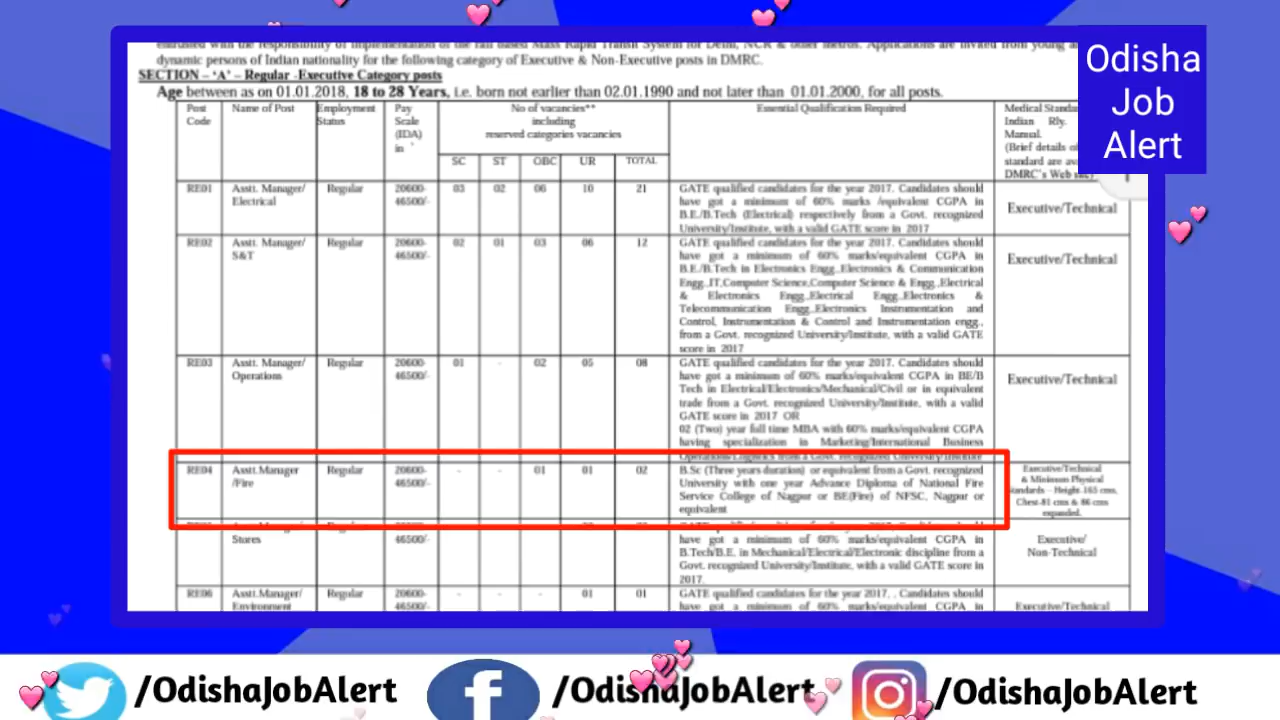 dynamic persons of Indian nationality for the following category of Executive & Non-Executive posts in DMRC.
Odisha
Job
Alert
SECTION – ‘A’ – Regular -Executive Category posts
Age between as on 01.01.2018, 18 to 28 Years, i.e. born not earlier than 02.01.1990 and not later than 01.01.2000, for all posts.
Post
Code
Name of Post
Employment
Status
Pay
Scale
(IDA)
in
No of vacancies**
including
reserved categories vacancies
SC ST OBC UR TOTAL
Essential Qualification Required
Medical
Indian Rly.
Manual.
(Brief details
standard are
DMRC's Web
RE01 Asstt. Manager/ Regular 20600- 03 02 06 10 21
Electrical 46500/-
GATE qualified candidates for the year 2017. Candidates should
have got a minimum of 60% marks /equivalent CGPA in
B.E./B.Tech (Electrical) respectively from a Govt. recognized
University/Institute, with a valid GATE score in 2017
Executive/Technical
RE02 Asstt. Manager/ Regular 20600- 02 01 03 06 12
S&T 46500/-
GATE qualified candidates for the year 2017. Candidates should
have got a minimum of 60% marks/equivalent CGPA in
B.E./B.Tech in Electronics Engg.,Electronics & Communication
Engg.,IT,Computer Science,Computer Science & Engg.,Electrical
& Electronics Engg.,Electrical Engg.,Electronics &
Telecommunication Engg.,Electronics Instrumentation and
Control, Instrumentation & Control and Instrumentation engg.,
from a Govt. recognized University/Institute, with a valid GATE
score in 2017
Executive/Technical
RE03 Asstt. Manager/ Regular 20600- 01 - 02 05 08
Operations 46500/-
GATE qualified candidates for the year 2017. Candidates should
have got a minimum of 60% marks/equivalent CGPA in BE/B
Tech in Electrical/Electronics/Mechanical/Civil or in equivalent
trade from a Govt. recognized University/Institute, with a valid
GATE score in 2017 OR
02 (Two) year full time MBA with 60% marks/equivalent CGPA
having specialization in Marketing/International Business
Executive/Technical
RE04 Asstt.Manager Regular 20600- - - 01 01 02
/Fire 46500/-
B.Sc (Three years duration) or equivalent from a Govt. recognized
University with one year Advance Diploma of National Fire
Service College of Nagpur or BE(Fire) of NFSC, Nagpur or
equivalent
Executive/Technical
& Minimum Physical
Standards – Height-165 cms,
Chest-81 cms & 86 cms
expanded.
Stores 46500/-
have got a minimum of 60% marks/equivalent CGPA in
B.Tech/B.E. in Mechanical/Electrical/Electronic discipline from a
Govt. recognized University/Institute, with a valid GATE score in
2017.
Executive/
Non-Technical
RE06 Asstt.Manager/ Regular 20600- - - - 01 01
Environment 46500/-
GATE qualified candidates for the year 2017. , Candidates should
have got a minimum of 60% marks/equivalent CGPA in
Executive/Technical
/OdishaJobAlert
/OdishaJobAlert
/OdishaJobAlert